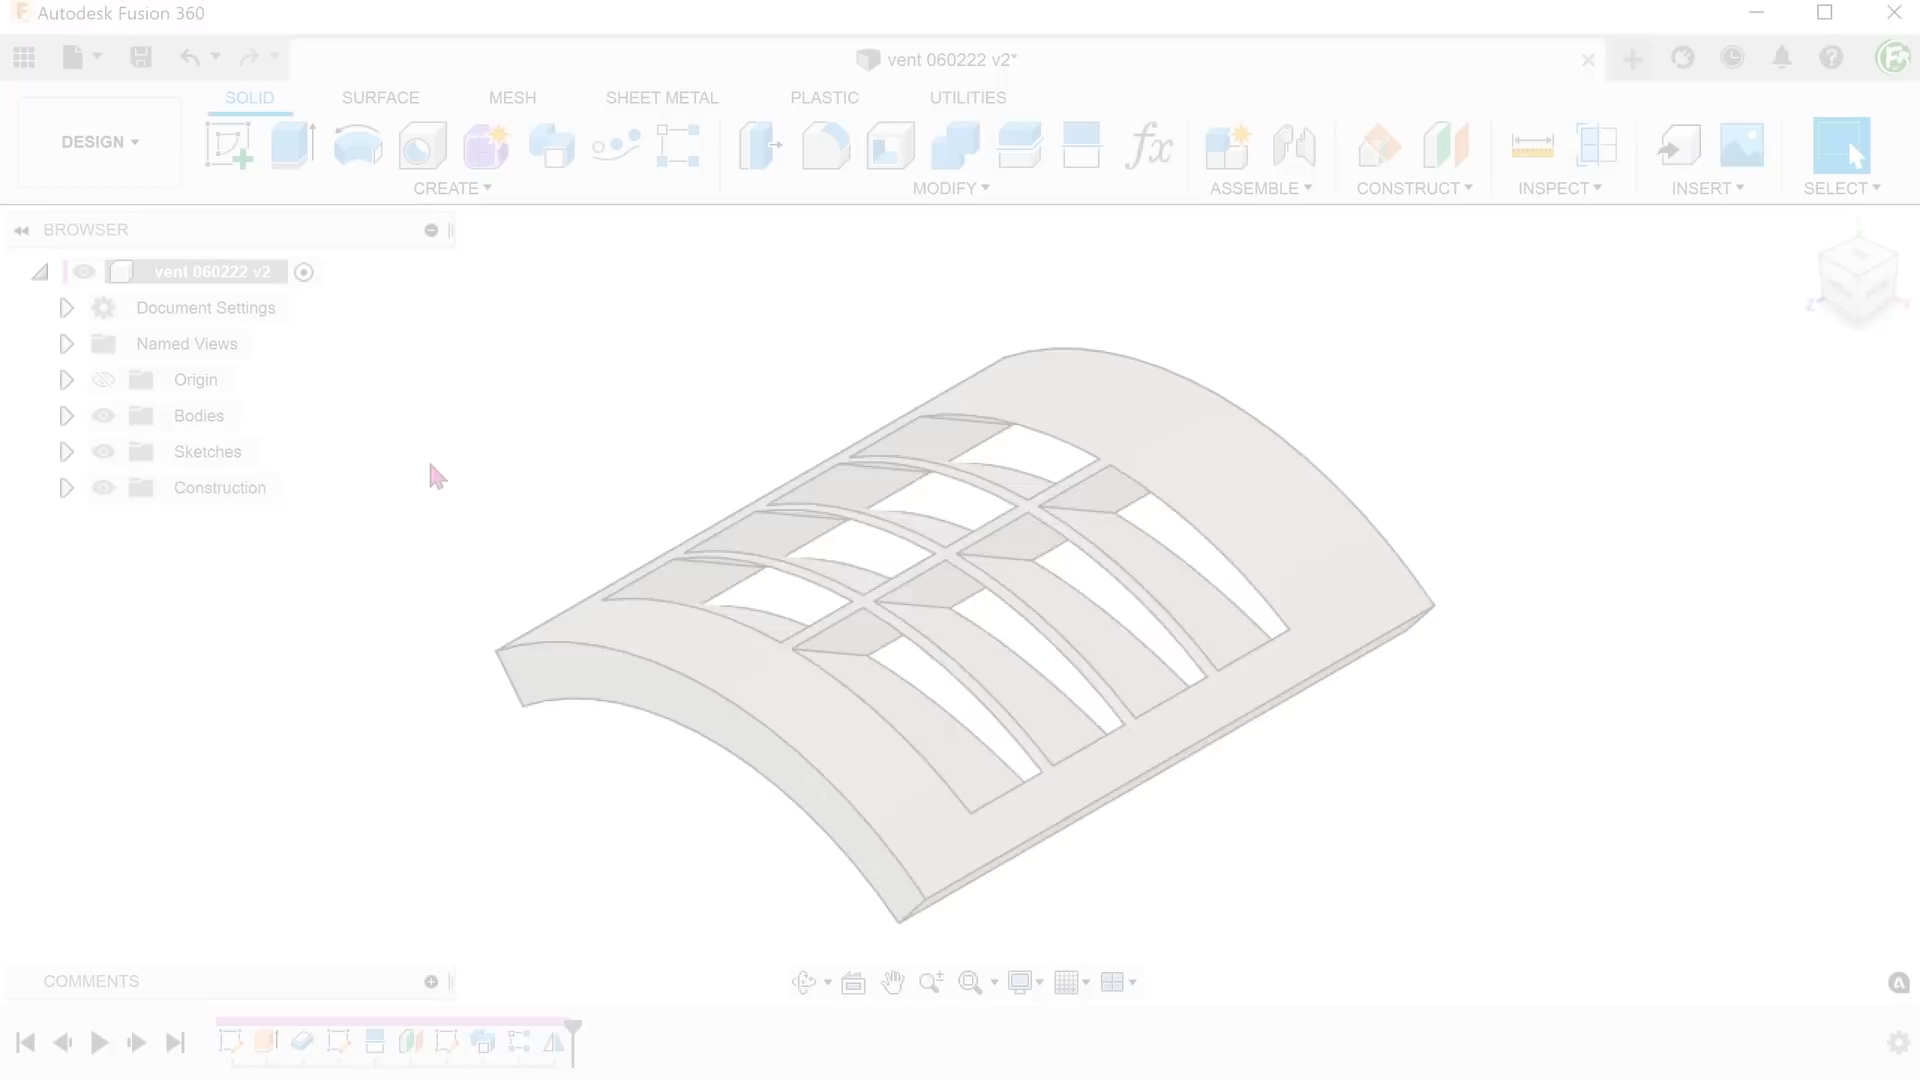 Autodesk Fusion 360
vent 060222 v2*
SOLID SURFACE MESH SHEET METAL PLASTIC UTILITIES
DESIGN
CREATE MODIFY ASSEMBLE CONSTRUCT INSPECT INSERT SELECT
BROWSER
vent 060222 v2
Document Settings
Named Views
Origin
Bodies
Sketches
Construction
COMMENTS